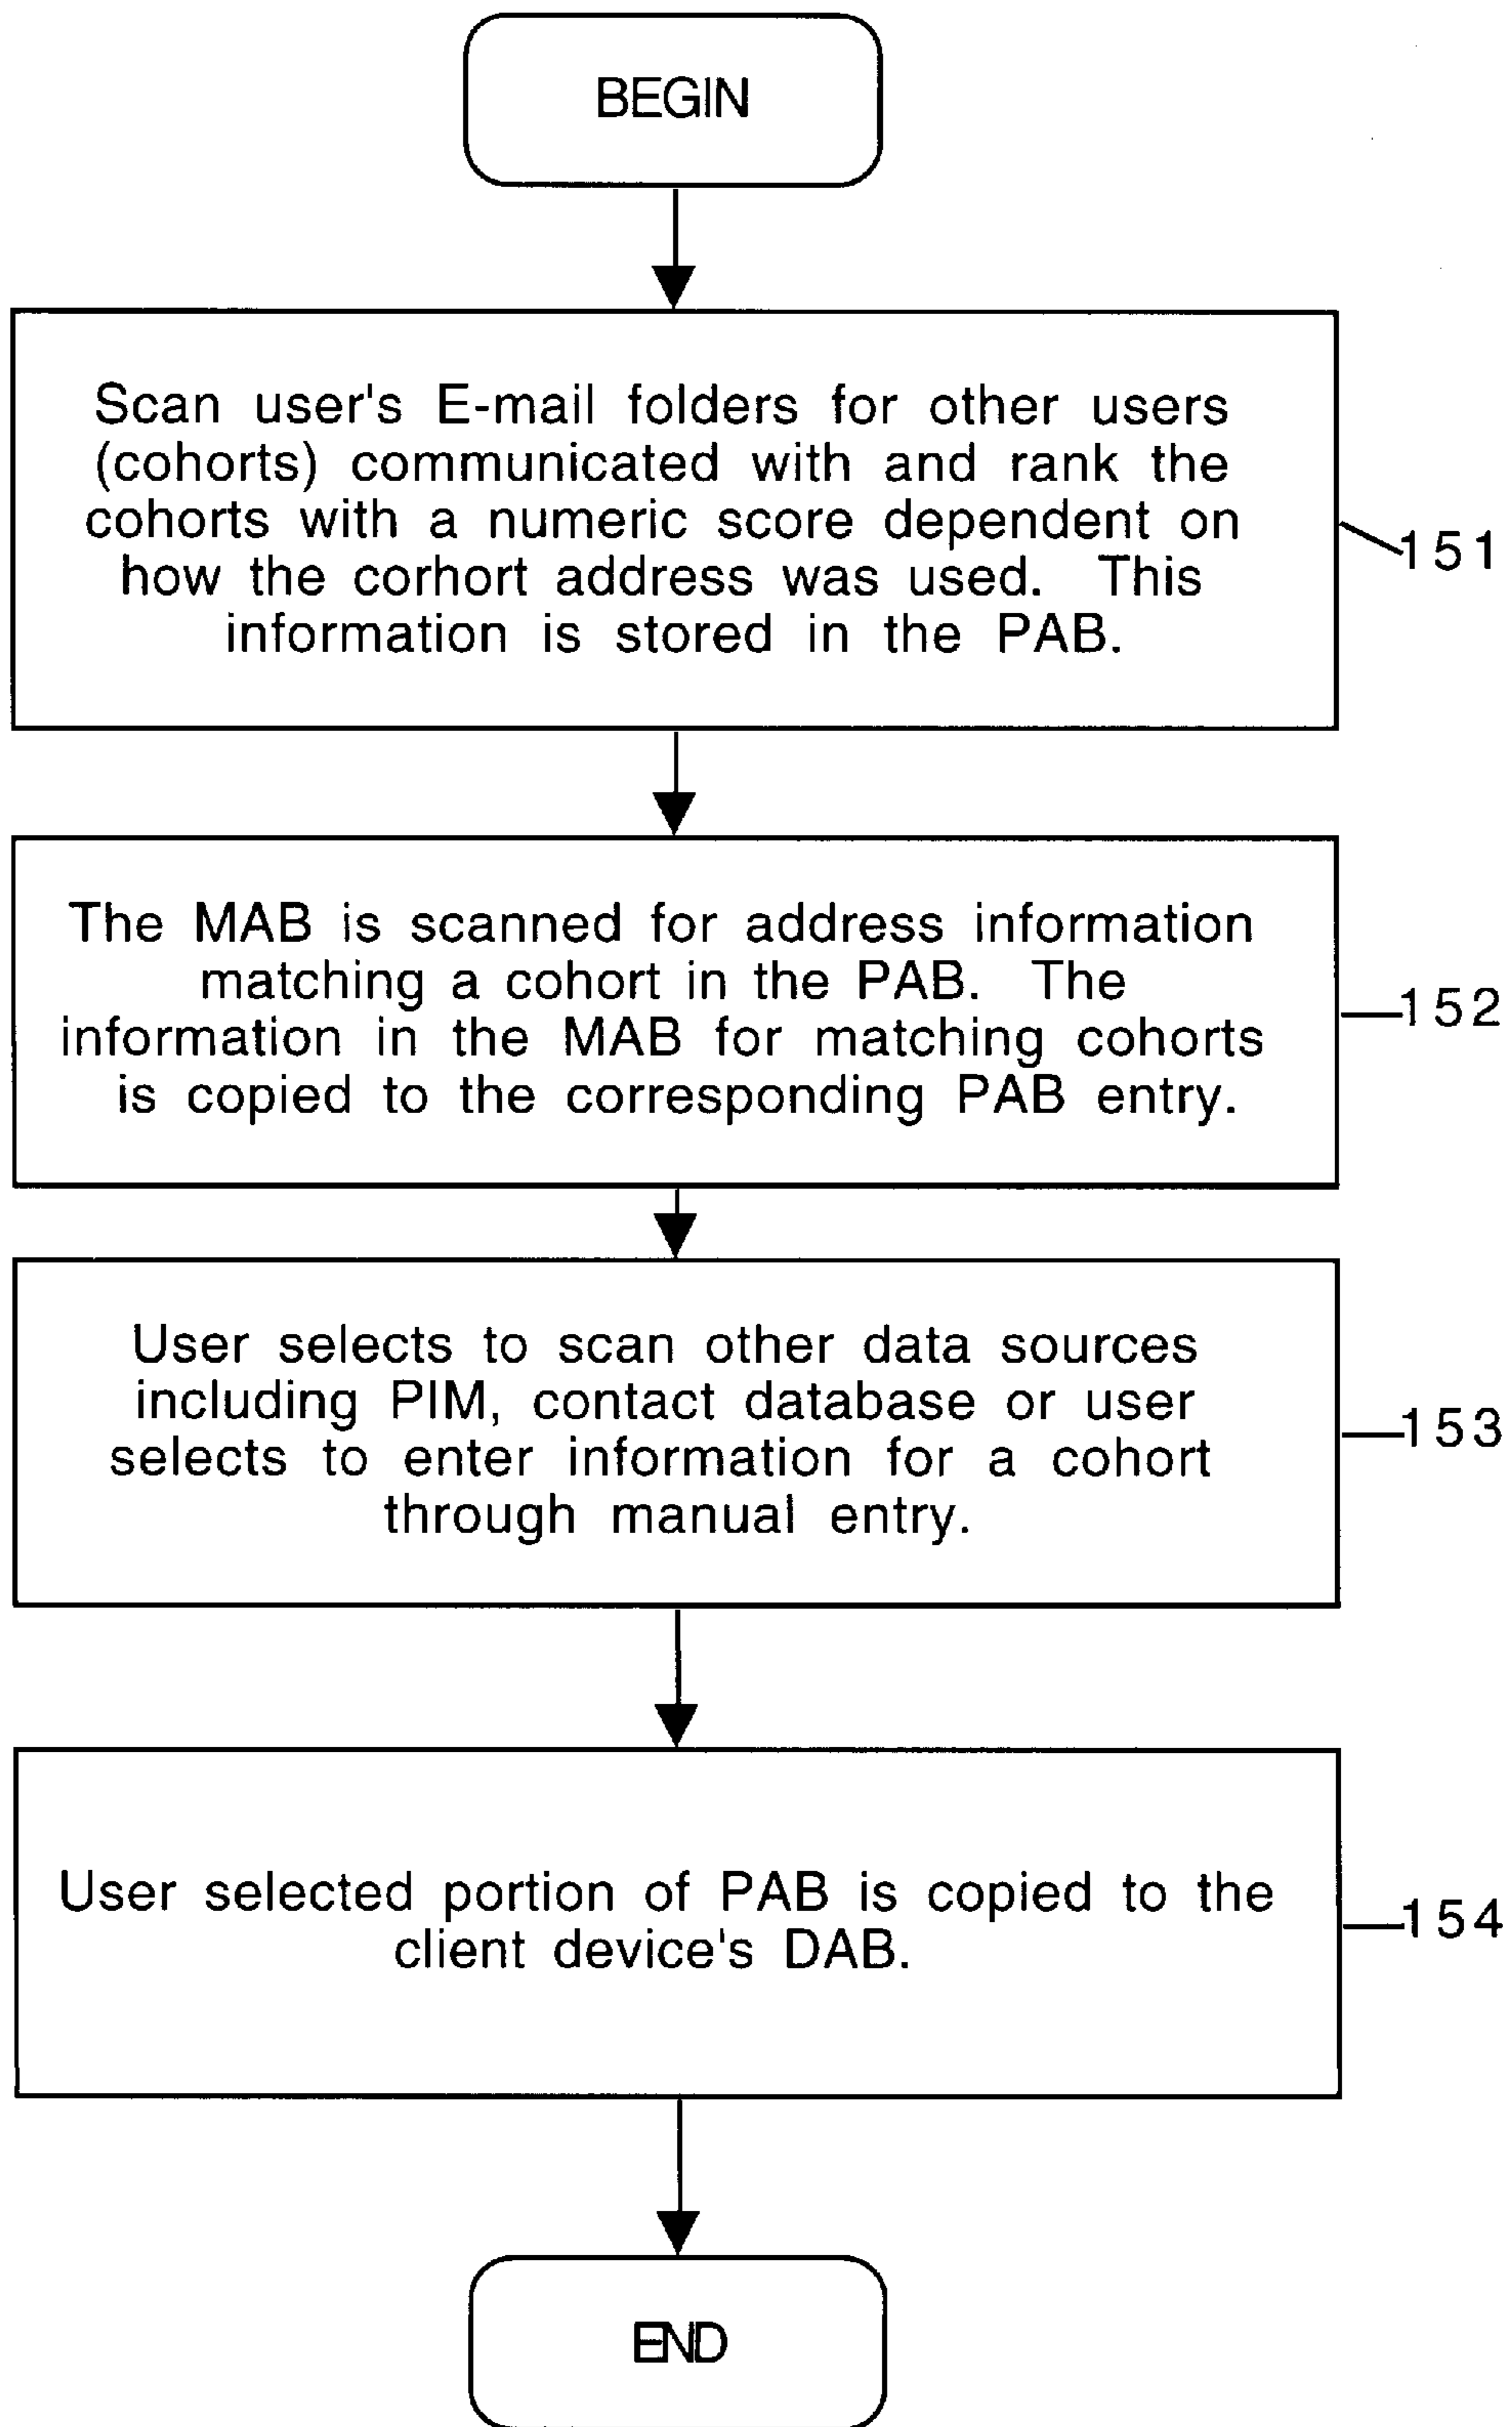 BEGIN
Scan user's E-mail folders for other users
(cohorts) communicated with and rank the
cohorts with a numeric score dependent on
how the corhort address was used. This
information is stored in the PAB.
151
The MAB is scanned for address information
matching a cohort in the PAB. The
information in the MAB for matching cohorts
is copied to the corresponding PAB entry.
152
User selects to scan other data sources
including PIM, contact database or user
selects to enter information for a cohort
through manual entry.
153
User selected portion of PAB is copied to the
client device's DAB.
154
END